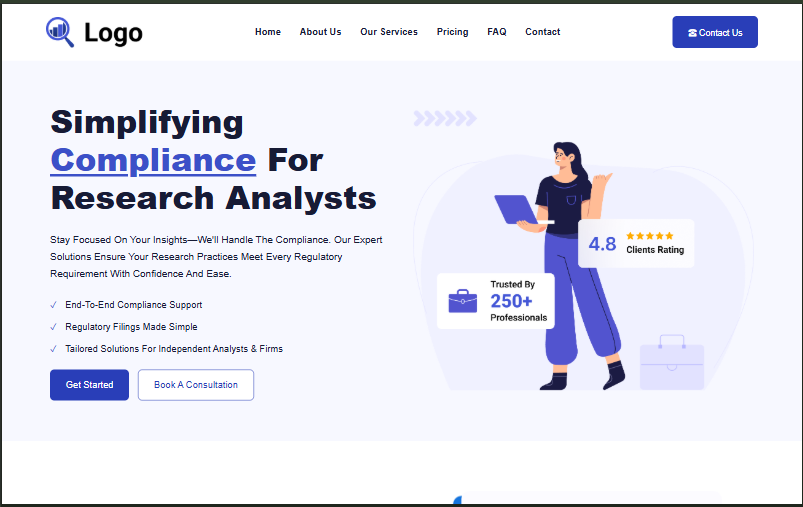 Logo
Home About Us Our Services Pricing FAQ Contact
Contact Us
Simplifying
Compliance For
Research Analysts
Stay Focused On Your Insights—We'll Handle The Compliance. Our Expert
Solutions Ensure Your Research Practices Meet Every Regulatory
Requirement With Confidence And Ease.
End-To-End Compliance Support
Regulatory Filings Made Simple
Tailored Solutions For Independent Analysts & Firms
Get Started
Book A Consultation
4.8
Clients Rating
Trusted By
250+
Professionals